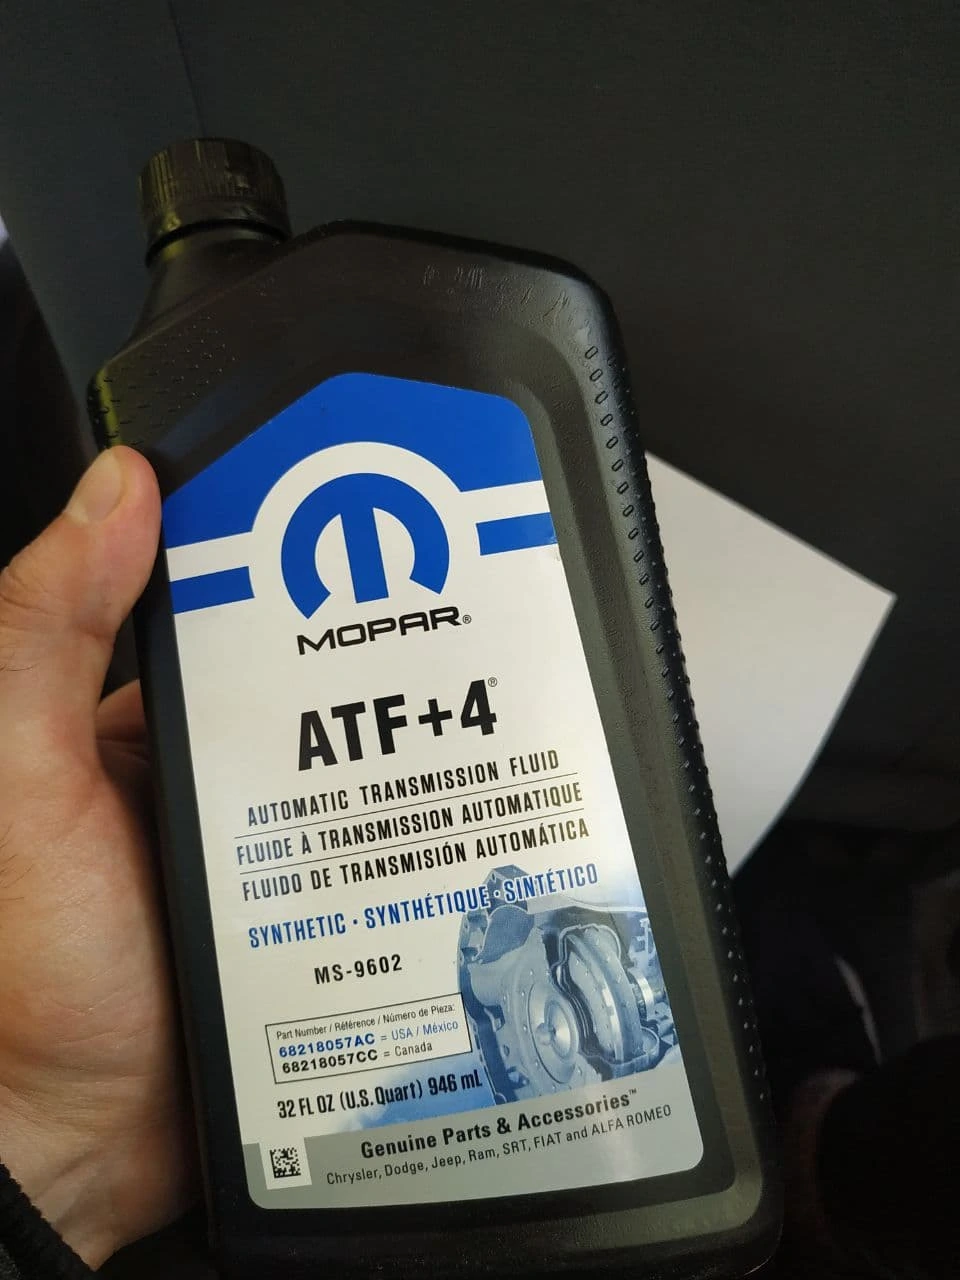 MOPAR®
ATF+4®
AUTOMATIC TRANSMISSION FLUID
FLUIDE À TRANSMISSION AUTOMATIQUE
FLUIDO DE TRANSMISIÓN AUTOMÁTICA
SYNTHETIC · SYNTHÉTIQUE · SINTÉTICO
MS-9602
Part Number / Référence / Número de Pieza:
68218057AC = USA / México
68218057CC = Canada
32 FL OZ (U.S. Quart) 946 mL
Genuine Parts & Accessories™
Chrysler, Dodge, Jeep, Ram, SRT, FIAT and ALFA ROMEO